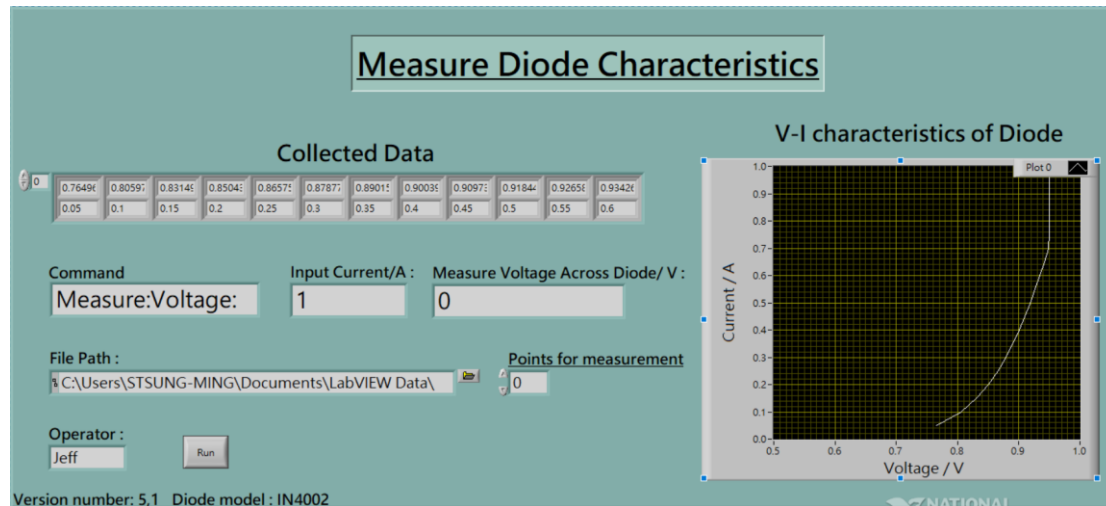 Measure Diode Characteristics
Collected Data
0
0.76496 0.80597 0.83149 0.85043 0.86575 0.87877 0.89015 0.90039 0.90973 0.91844 0.92658 0.93426
0.05 0.1 0.15 0.2 0.25 0.3 0.35 0.4 0.45 0.5 0.55 0.6
Command
Measure:Voltage:
Input Current/A :
1
Measure Voltage Across Diode/ V :
0
File Path :
C:\Users\STSUNG-MING\Documents\LabVIEW Data\
Points for measurement
0
Operator :
Jeff
Run
Version number: 5,1 Diode model : IN4002
V-I characteristics of Diode
Plot 0
Current / A
1.0
0.9
0.8
0.7
0.6
0.5
0.4
0.3
0.2
0.1
0.0
0.5 0.6 0.7 0.8 0.9 1.0
Voltage / V
NATIONAL